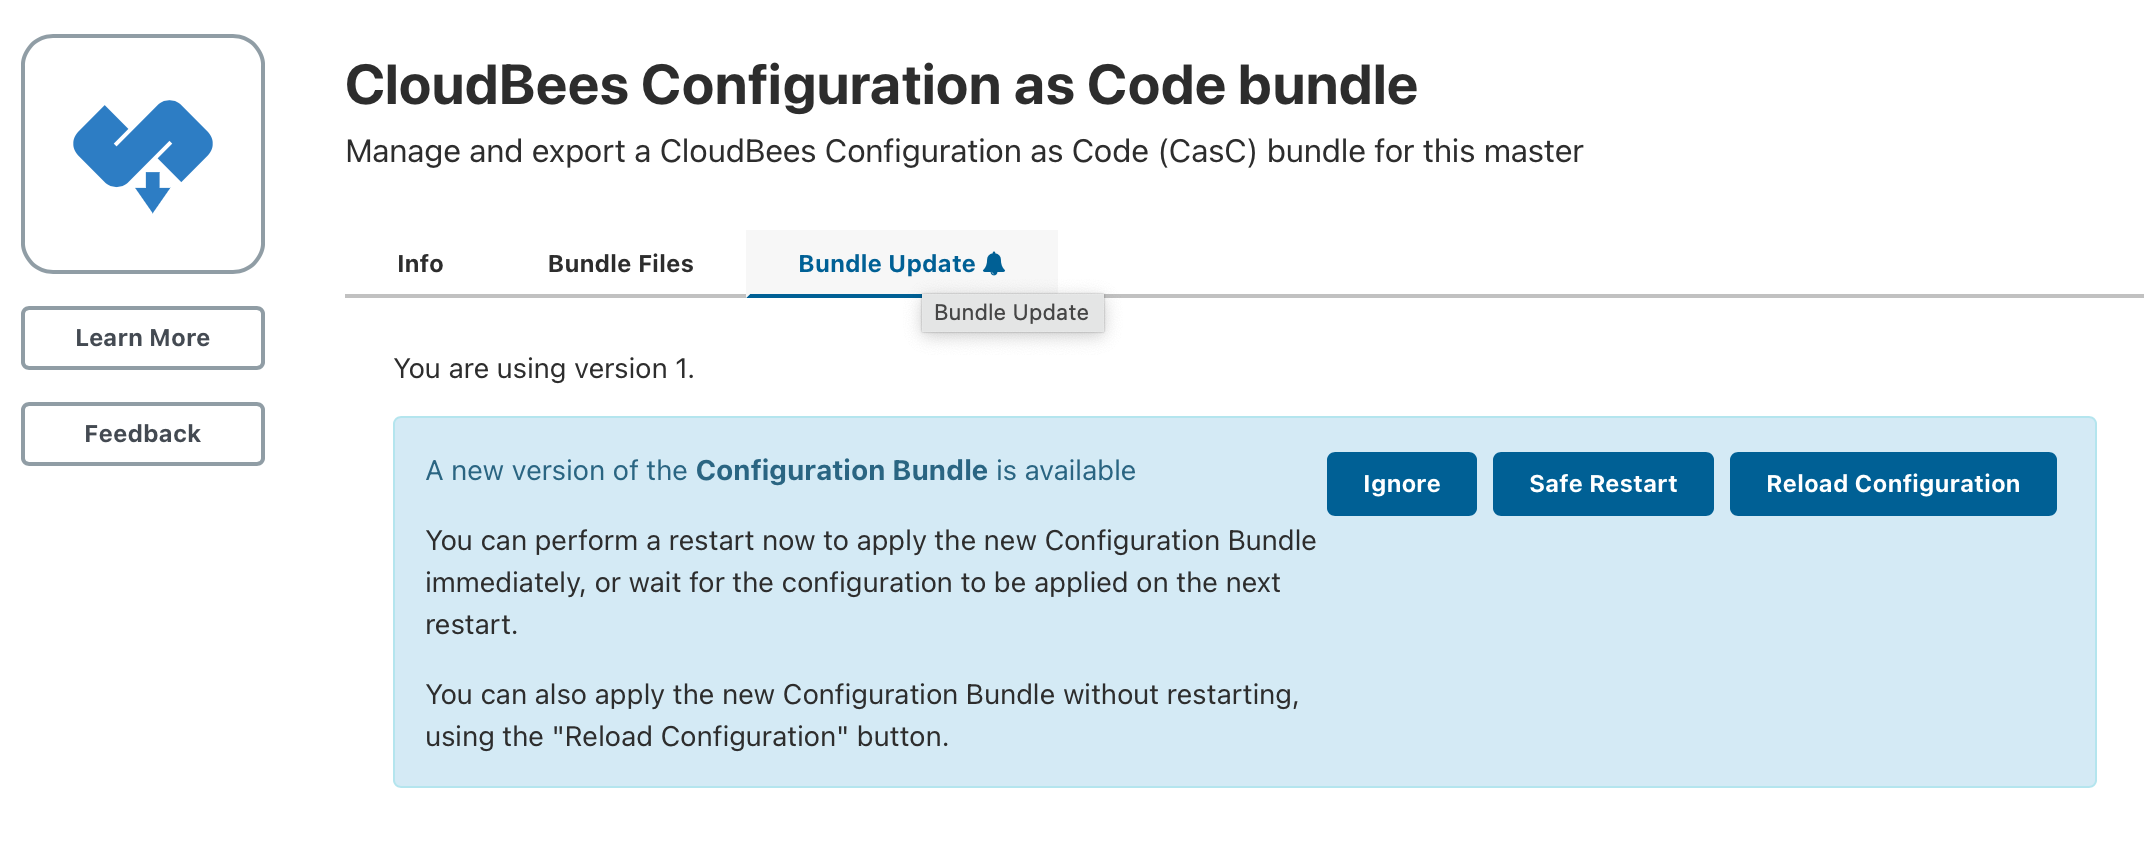 CloudBees Configuration as Code bundle
Manage and export a CloudBees Configuration as Code (CasC) bundle for this master
Learn More
Feedback
Info
Bundle Files
Bundle Update
Bundle Update
You are using version 1.
A new version of the Configuration Bundle is available
Ignore
Safe Restart
Reload Configuration
You can perform a restart now to apply the new Configuration Bundle
immediately, or wait for the configuration to be applied on the next
restart.
You can also apply the new Configuration Bundle without restarting,
using the "Reload Configuration" button.